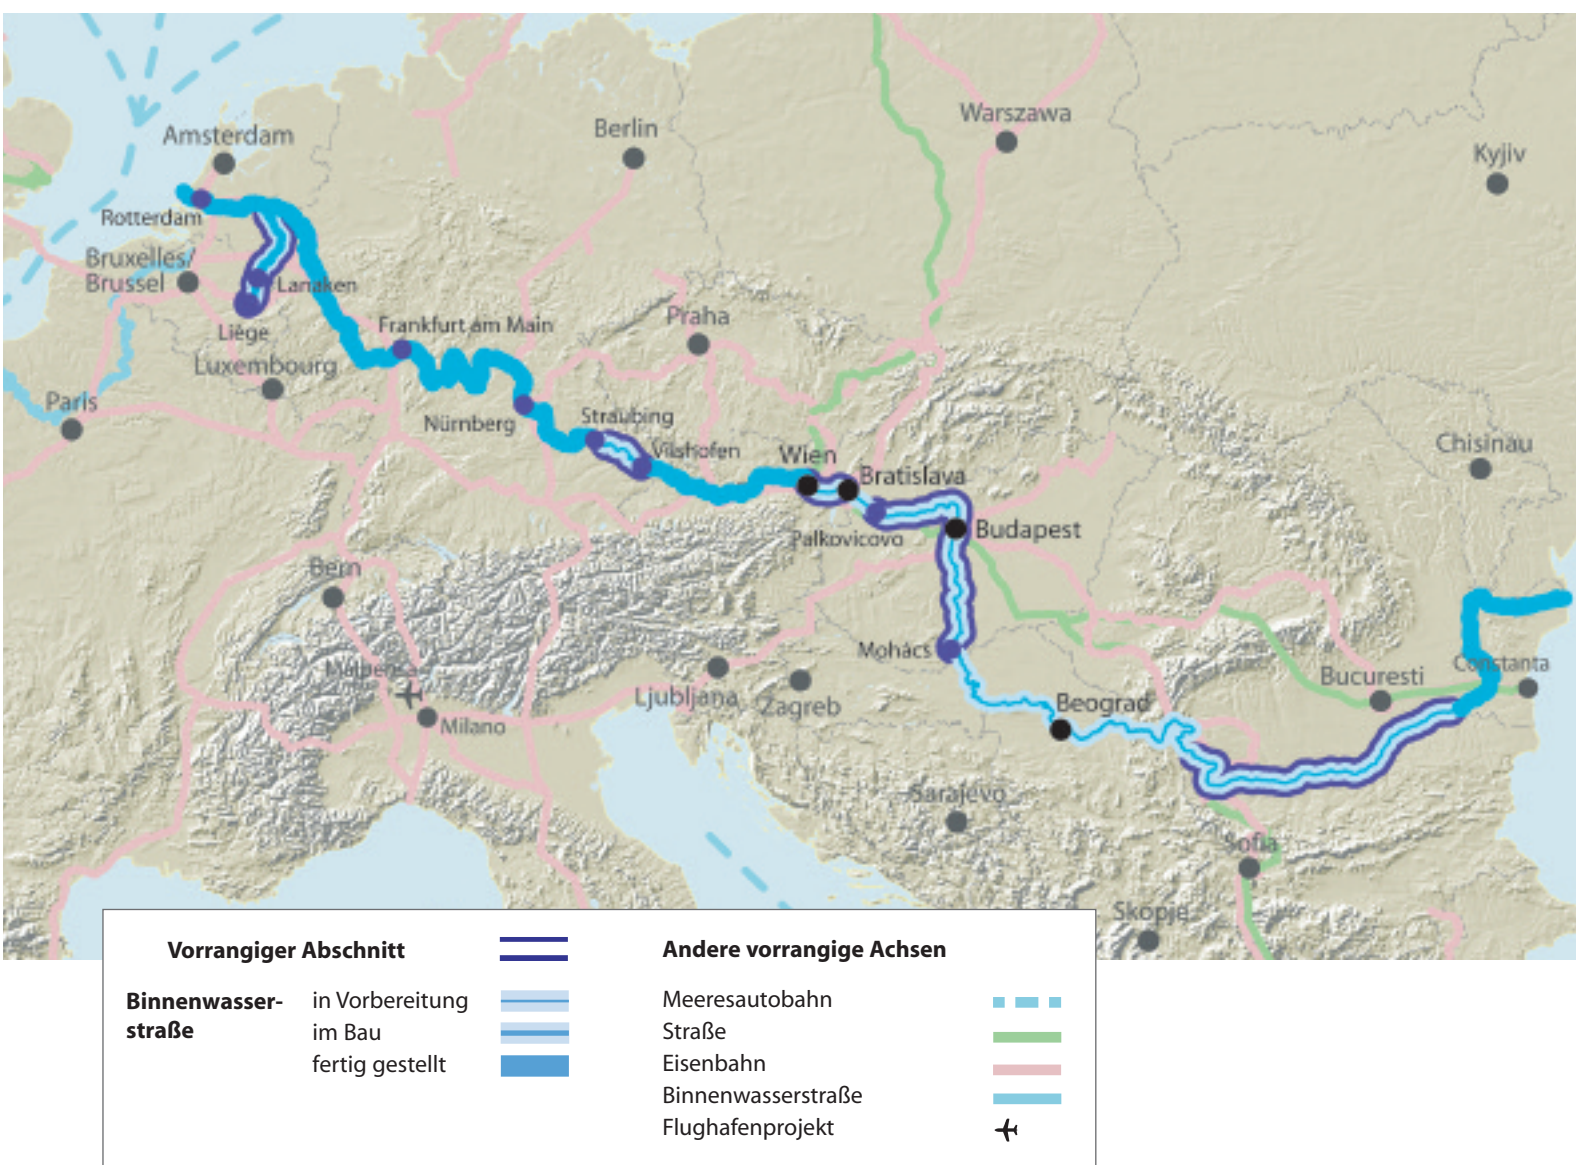 Amsterdam
Berlin
Warszawa
Kyjiv
Rotterdam
Bruxelles/
Brussel
Lanaken
Liège
Frankfurt am Main
Praha
Luxembourg
Paris
Nürnberg
Straubing
Vilshofen
Wien
Bratislava
Chisinau
Palkovicovo
Budapest
Bern
Mohács
Malpensa
Ljubljana
Zagreb
Milano
Beograd
Bucuresti
Constanta
Sarajevo
Sofia
Skopje
Vorrangiger Abschnitt
Binnenwasser-
straße
in Vorbereitung
im Bau
fertig gestellt
Andere vorrangige Achsen
Meeresautobahn
Straße
Eisenbahn
Binnenwasserstraße
Flughafenprojekt